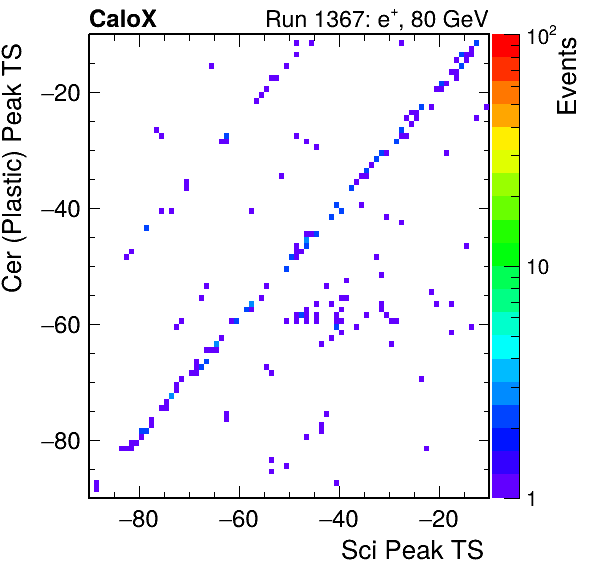 CaloX Run 1367: e⁺, 80 GeV
Cer (Plastic) Peak TS
−20
−40
−60
−80
−80 −60 −40 −20
Sci Peak TS
10²
10
1
Events